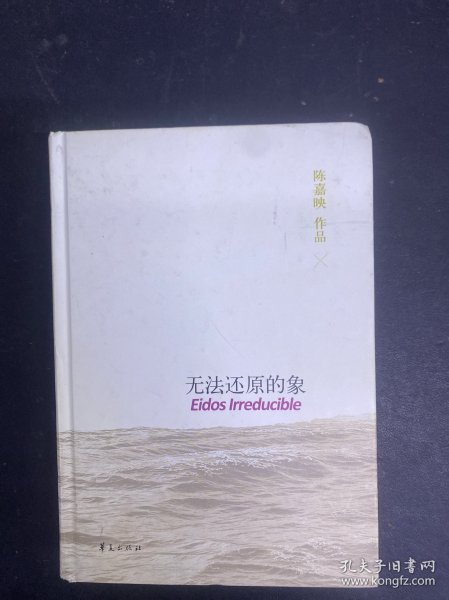 陈嘉映 作品
无法还原的象
Eidos Irreducible
华夏出版社
孔夫子旧书网
www.kongfz.com